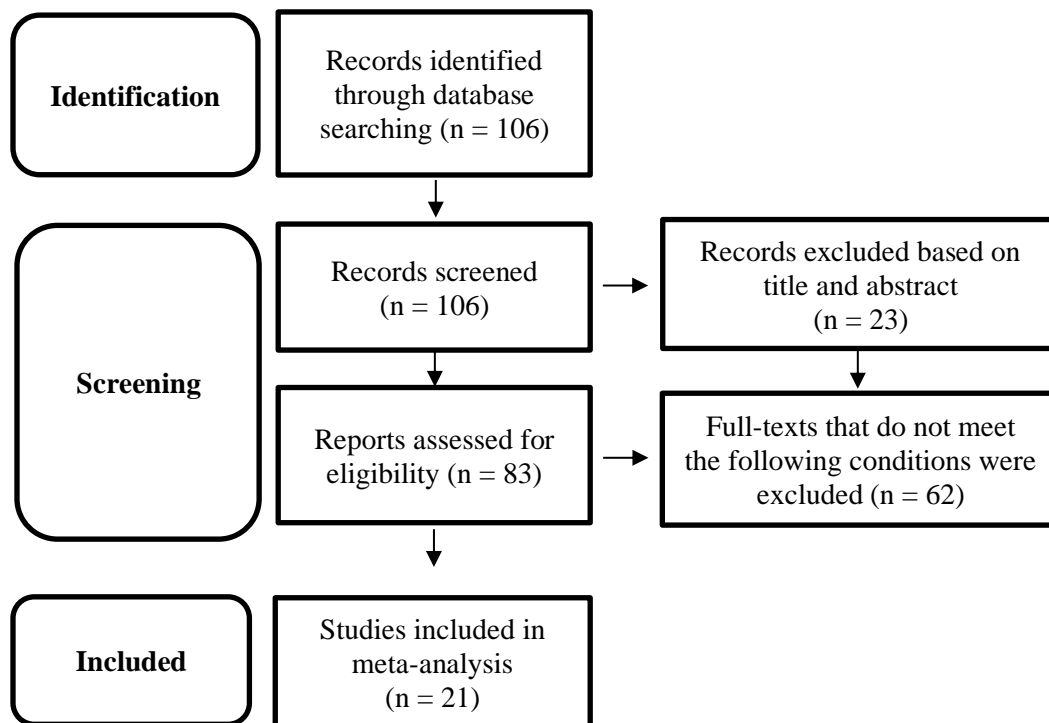 Identification
Records identified
through database
searching (n = 106)
Screening
Records screened
(n = 106)
Records excluded based on
title and abstract
(n = 23)
Reports assessed for
eligibility (n = 83)
Full-texts that do not meet
the following conditions were
excluded (n = 62)
Included
Studies included in
meta-analysis
(n = 21)